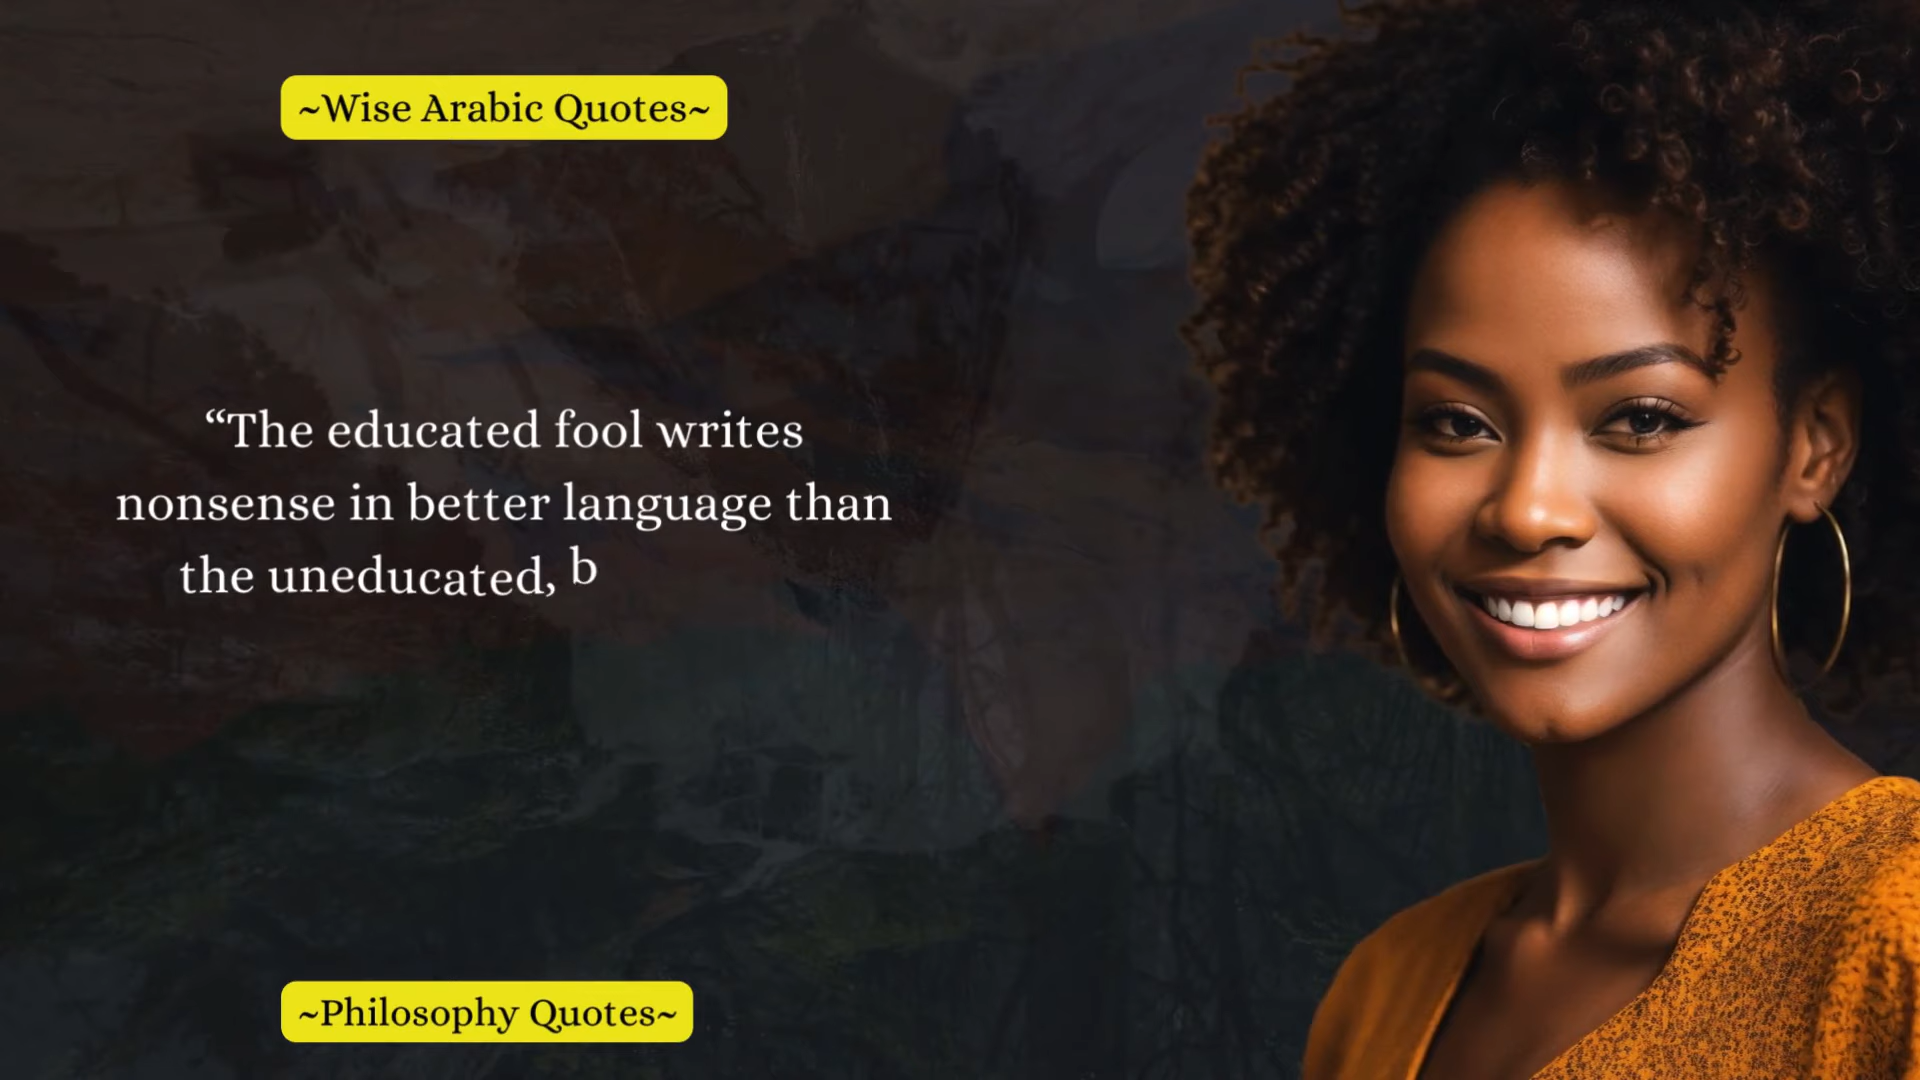 ~Wise Arabic Quotes~
“The educated fool writes
nonsense in better language than
the uneducated, b
~Philosophy Quotes~